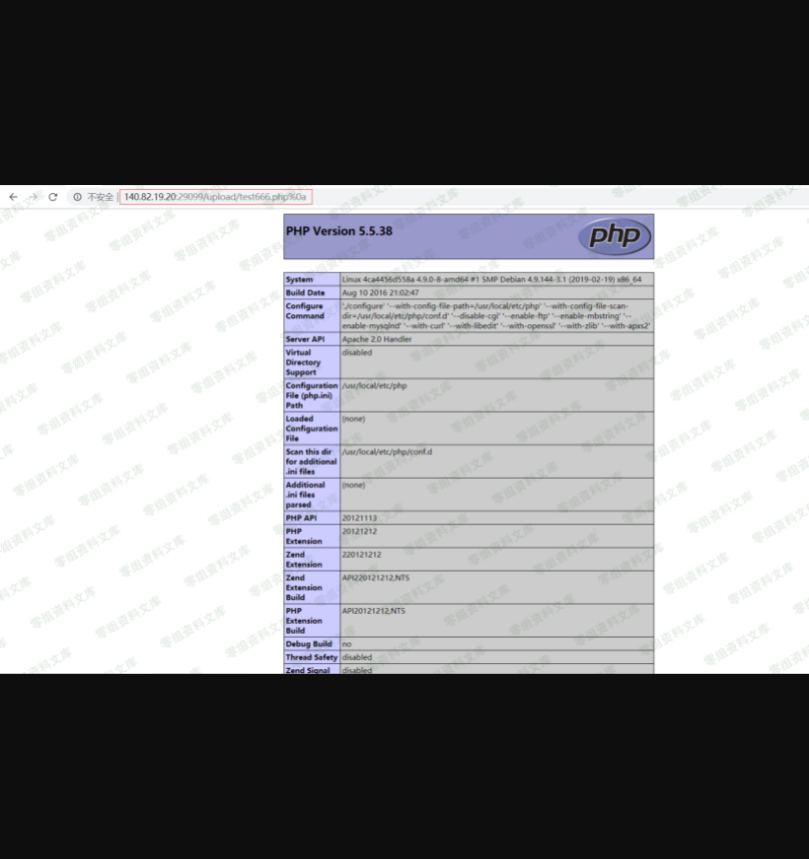 不安全
140.82.19.20:29099/upload/test666.php%0a
PHP Version 5.5.38
php
System Linux 4ca4456d558a 4.9.0-8-amd64 #1 SMP Debian 4.9.144-3.1 (2019-02-19) x86_64
Build Date Aug 10 2016 21:02:47
Configure Command './configure' '--with-config-file-path=/usr/local/etc/php' '--with-config-file-scan-
dir=/usr/local/etc/php/conf.d' '--disable-cgi' '--enable-ftp' '--enable-mbstring' '--
enable-mysqlnd' '--with-curl' '--with-libedit' '--with-openssl' '--with-zlib' '--with-apxs2'
Server API Apache 2.0 Handler
Virtual disabled
Directory
Support
Configuration /usr/local/etc/php
File (php.ini)
Path
Loaded (none)
Configuration
File
Scan this dir /usr/local/etc/php/conf.d
for additional
.ini files
Additional (none)
.ini files
parsed
PHP API 20121113
PHP 20121212
Extension
Zend 220121212
Extension
Zend API220121212,NTS
Extension
Build
PHP API20121212,NTS
Extension
Build
Debug Build no
Thread Safety disabled
Zend Signal disabled
零组资料文库